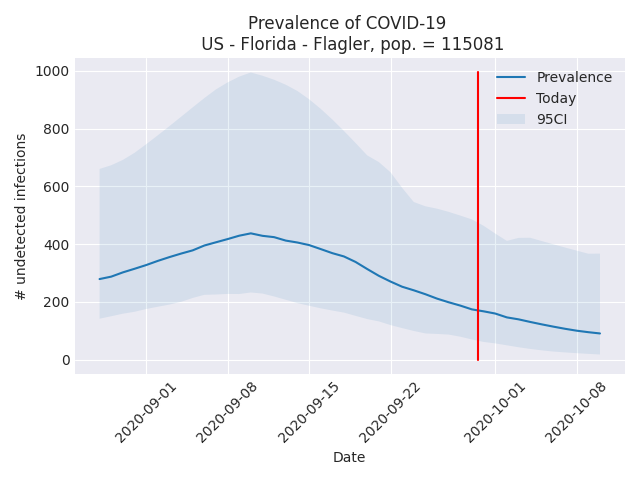 Prevalence of COVID-19
US - Florida - Flagler, pop. = 115081
# undetected infections
1000
800
600
400
200
0
Prevalence
Today
95CI
2020-09-01
2020-09-08
2020-09-15
2020-09-22
2020-10-01
2020-10-08
Date